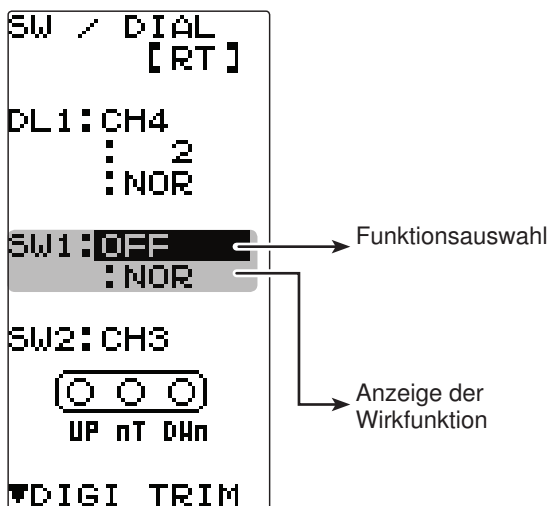 SW / DIAL
[RT]
DL1:CH4
: 2
:NOR
SW1:OFF
:NOR
SW2:CH3
UP nT DWn
▼DIGI TRIM
Funktionsauswahl
Anzeige der
Wirkfunktion